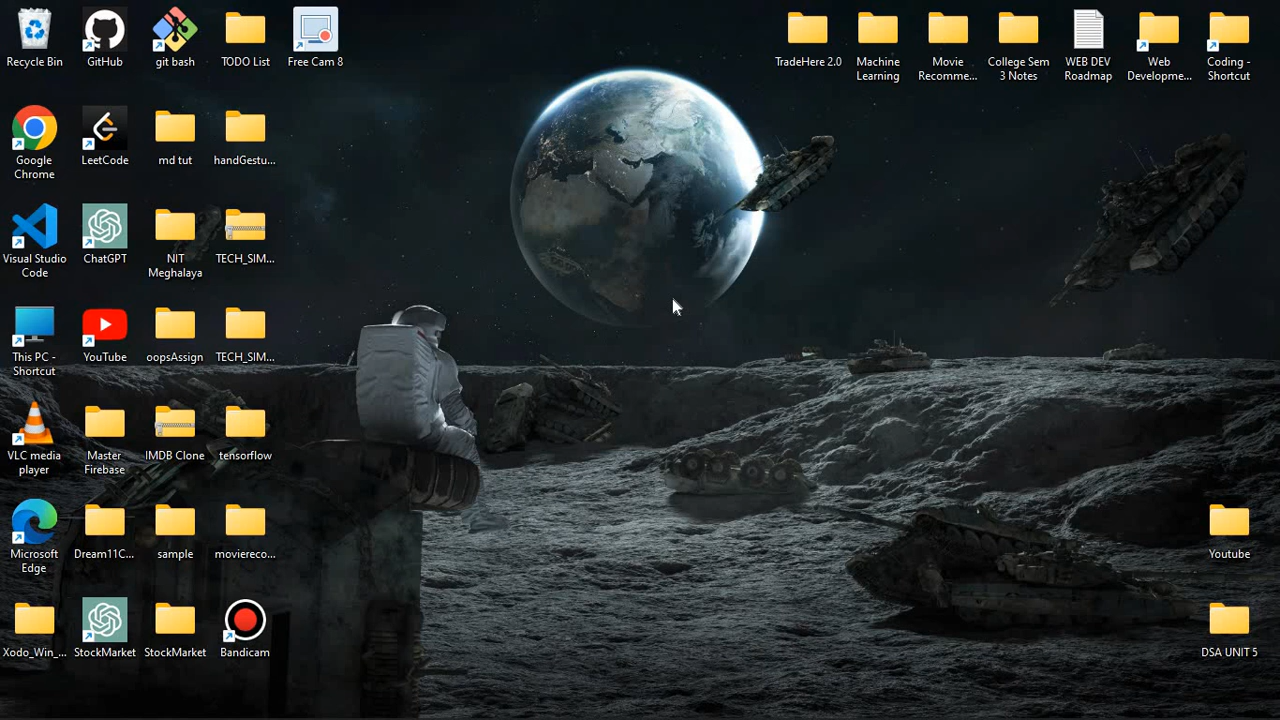 Recycle Bin
GitHub
git bash
TODO List
Free Cam 8
TradeHere 2.0
Machine
Learning
Movie
Recomme...
College Sem
3 Notes
WEB DEV
Roadmap
Web
Developme...
Coding -
Shortcut
Google
Chrome
LeetCode
md tut
handGestu...
Visual Studio
Code
ChatGPT
NIT
Meghalaya
TECH_SIM...
This PC -
Shortcut
YouTube
oopsAssign
TECH_SIM...
VLC media
player
Master
Firebase
IMDB Clone
tensorflow
Microsoft
Edge
Dream11C...
sample
moviereco...
Youtube
Xodo_Win_...
StockMarket
StockMarket
Bandicam
DSA UNIT 5